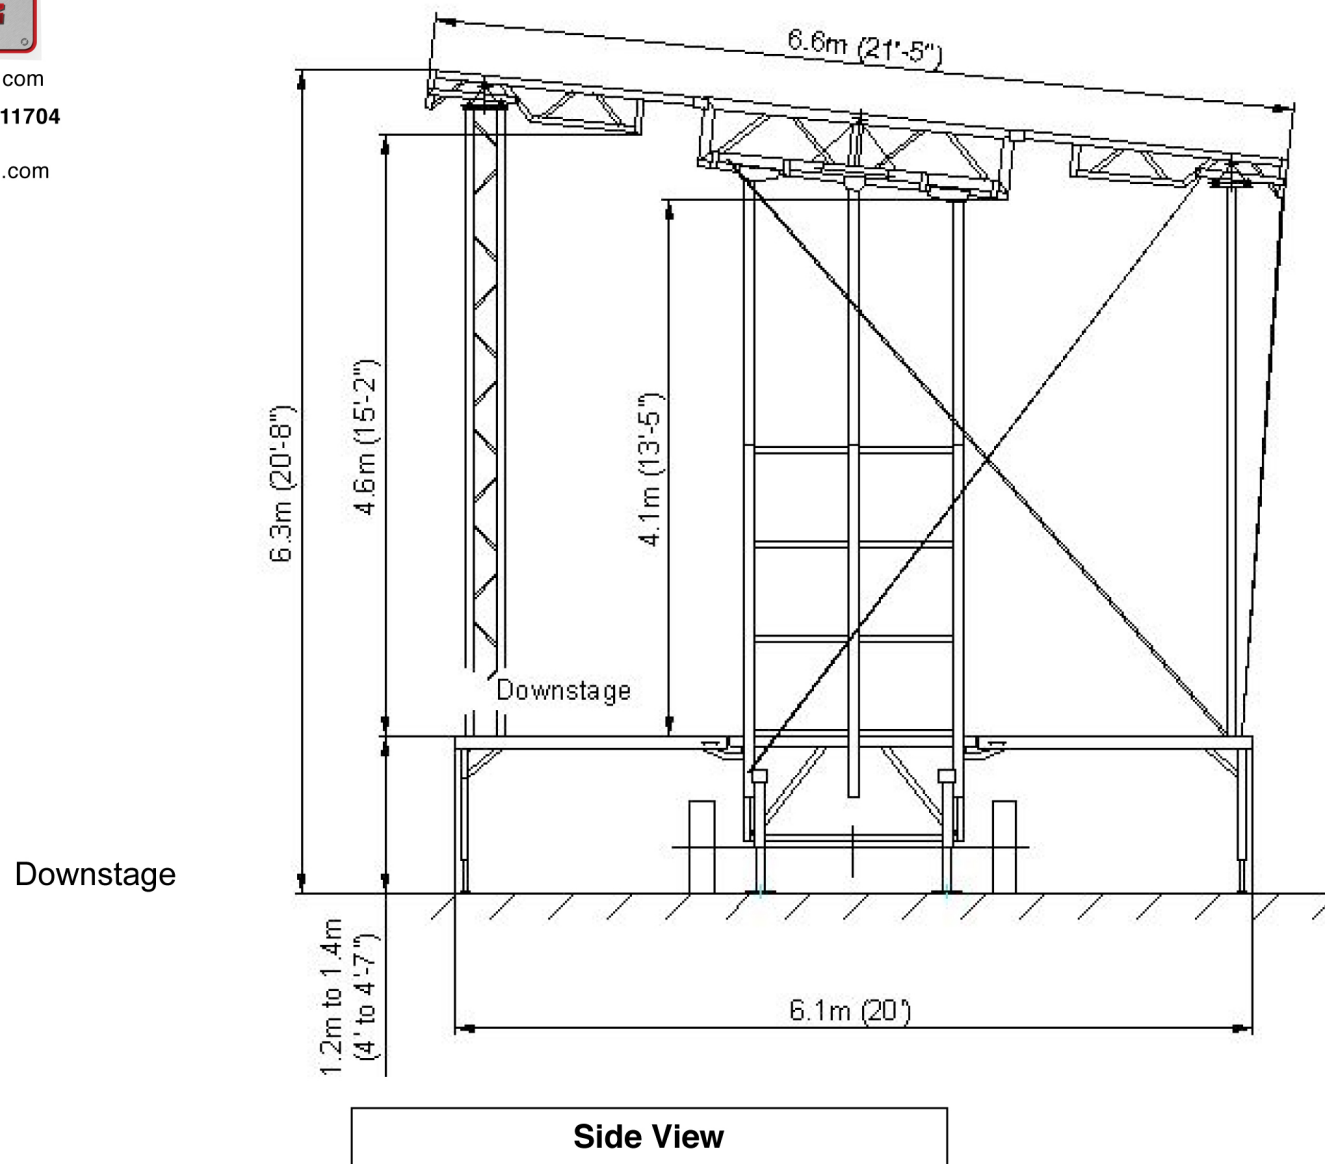 com
11704
.com
6.6m (21'-5")
6.3m (20'-8")
4.6m (15'-2")
4.1m (13'-5")
Downstage
Downstage
1.2m to 1.4m
(4' to 4'-7")
6.1m (20')
Side View